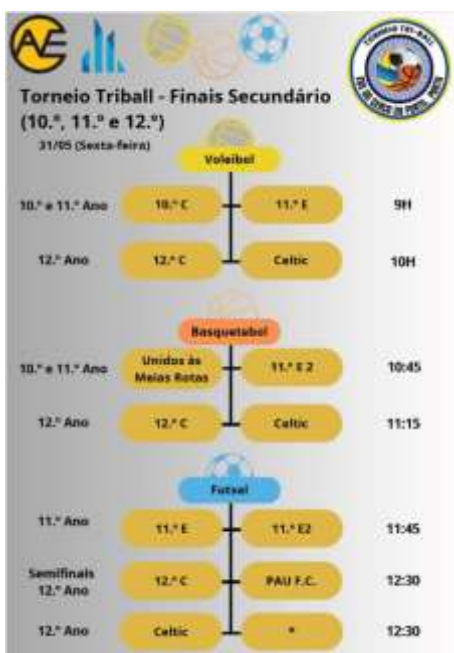 Torneio Triball - Finais Secundário
(10.º, 11.º e 12.º)
31/05 (Sexta-feira)
Voleibol
10.º e 11.º Ano 10.º C 11.º E 9H
12.º Ano 12.º C Celtic 10H
Basquetebol
10.º e 11.º Ano Unidos às Meias Rotas 11.º E 2 10:45
12.º Ano 12.º C Celtic 11:15
Futsal
11.º Ano 11.º E 11.º E2 11:45
Semifinais 12.º Ano 12.º C PAU F.C. 12:30
12.º Ano Celtic * 12:30
TORNEIO TRI-BALL